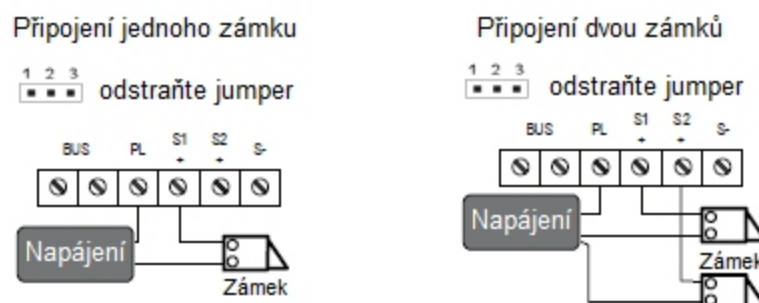 Připojení jednoho zámku
1 2 3
odstraňte jumper
BUS PL S1 S2 S-
+ +
Napájení
Zámek
Připojení dvou zámků
1 2 3
odstraňte jumper
BUS PL S1 S2 S-
+ +
Napájení
Zámek